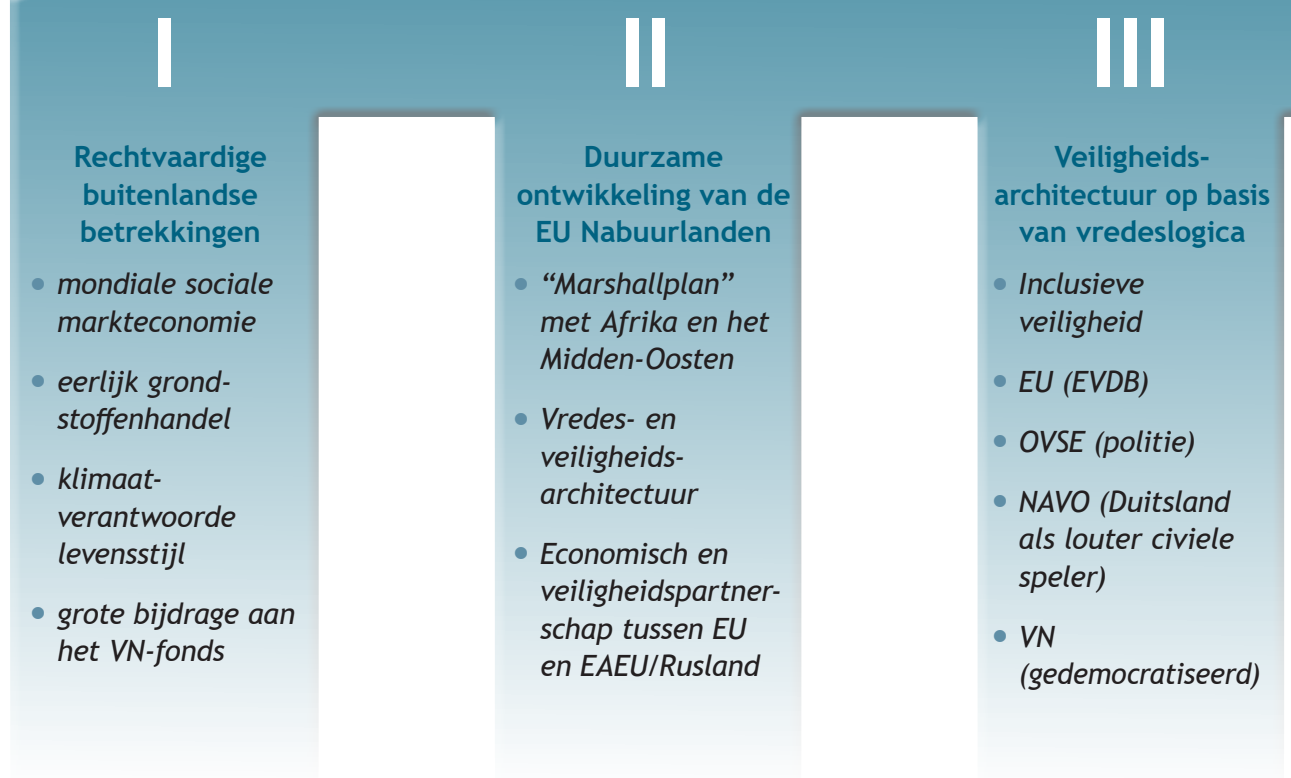 I
Rechtvaardige
buitenlandse
betrekkingen
• mondiale sociale
markteconomie
• eerlijk grond-
stoffenhandel
• klimaat-
verantwoorde
levensstijl
• grote bijdrage aan
het VN-fonds
II
Duurzame
ontwikkeling van de
EU Nabuurlanden
• “Marshallplan”
met Afrika en het
Midden-Oosten
• Vredes- en
veiligheids-
architectuur
• Economisch en
veiligheidspartner-
schap tussen EU
en EAEU/Rusland
III
Veiligheids-
architectuur op basis
van vredeslogica
• Inclusieve
veiligheid
• EU (EVDB)
• OVSE (politie)
• NAVO (Duitsland
als louter civiele
speler)
• VN
(gedemocratiseerd)